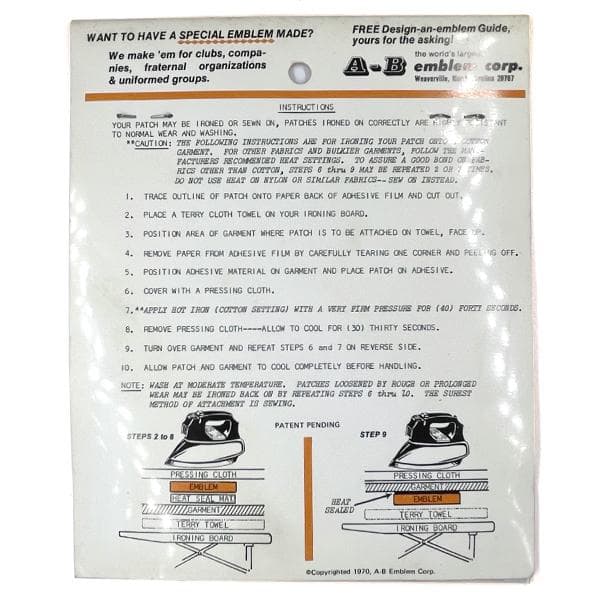 WANT TO HAVE A SPECIAL EMBLEM MADE?
We make 'em for clubs, compa-
nies, fraternal organizations
& uniformed groups.
FREE Design-an-emblem Guide,
yours for the asking!
the world's largest
A-B emblem corp.
Weaverville, North Carolina 28787
INSTRUCTIONS
YOUR PATCH MAY BE IRONED OR SEWN ON, PATCHES IRONED ON CORRECTLY ARE HIGHLY RESISTANT
TO NORMAL WEAR AND WASHING.
**CAUTION: THE FOLLOWING INSTRUCTIONS ARE FOR IRONING YOUR PATCH ONTO COTTON
GARMENT. FOR OTHER FABRICS AND BULKIER GARMENTS, FOLLOW THE MANU-
FACTURERS RECOMMENDED HEAT SETTINGS. TO ASSURE A GOOD BOND ON FAB-
RICS OTHER THAN COTTON, STEPS 6 thru 9 MAY BE REPEATED 2 OR TIMES.
DO NOT USE HEAT ON NYLON OR SIMILAR FABRICS--SEW ON INSTEAD.
1. TRACE OUTLINE OF PATCH ONTO PAPER BACK OF ADHESIVE FILM AND CUT OUT.
2. PLACE A TERRY CLOTH TOWEL ON YOUR IRONING BOARD.
3. POSITION AREA OF GARMENT WHERE PATCH IS TO BE ATTACHED ON TOWEL, FACE UP.
4. REMOVE PAPER FROM ADHESIVE FILM BY CAREFULLY TEARING ONE CORNER AND PEELING OFF.
5. POSITION ADHESIVE MATERIAL ON GARMENT AND PLACE PATCH ON ADHESIVE.
6. COVER WITH A PRESSING CLOTH.
7.**APPLY HOT IRON (COTTON SETTING) WITH A VERY FIRM PRESSURE FOR (40) FORTY SECONDS.
8. REMOVE PRESSING CLOTH----ALLOW TO COOL FOR (30) THIRTY SECONDS.
9. TURN OVER GARMENT AND REPEAT STEPS 6 and 7 ON REVERSE SIDE.
10. ALLOW PATCH AND GARMENT TO COOL COMPLETELY BEFORE HANDLING.
NOTE: WASH AT MODERATE TEMPERATURE. PATCHES LOOSENED BY ROUGH OR PROLONGED
WEAR MAY BE IRONED BACK ON BY REPEATING STEPS 6 thru 10. THE SUREST
METHOD OF ATTACHMENT IS SEWING.
STEPS 2 to 8
PRESSING CLOTH
EMBLEM
HEAT SEAL MAT
GARMENT
TERRY TOWEL
IRONING BOARD
PATENT PENDING
STEP 9
PRESSING CLOTH
GARMENT
HEAT
SEALED
EMBLEM
TERRY TOWEL
IRONING BOARD
©Copyrighted 1970, A-B Emblem Corp.